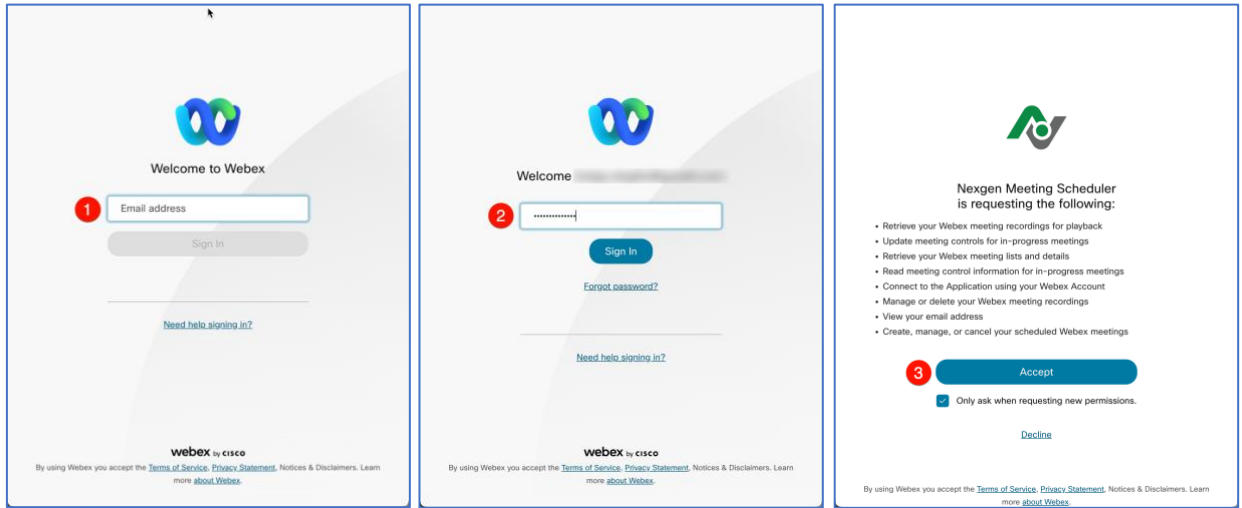 Welcome to Webex
1
Email address
Sign In
Need help signing in?
webex by CISCO
By using Webex you accept the Terms of Service, Privacy Statement, Notices & Disclaimers. Learn
more about Webex.
Welcome
2
Sign In
Forgot password?
Need help signing in?
webex by CISCO
By using Webex you accept the Terms of Service, Privacy Statement, Notices & Disclaimers. Learn
more about Webex.
Nexgen Meeting Scheduler
is requesting the following:
• Retrieve your Webex meeting recordings for playback
• Update meeting controls for in-progress meetings
• Retrieve your Webex meeting lists and details
• Read meeting control information for in-progress meetings
• Connect to the Application using your Webex Account
• Manage or delete your Webex meeting recordings
• View your email address
• Create, manage, or cancel your scheduled Webex meetings
3
Accept
Only ask when requesting new permissions.
Decline
By using Webex you accept the Terms of Service, Privacy Statement, Notices & Disclaimers. Learn
more about Webex.